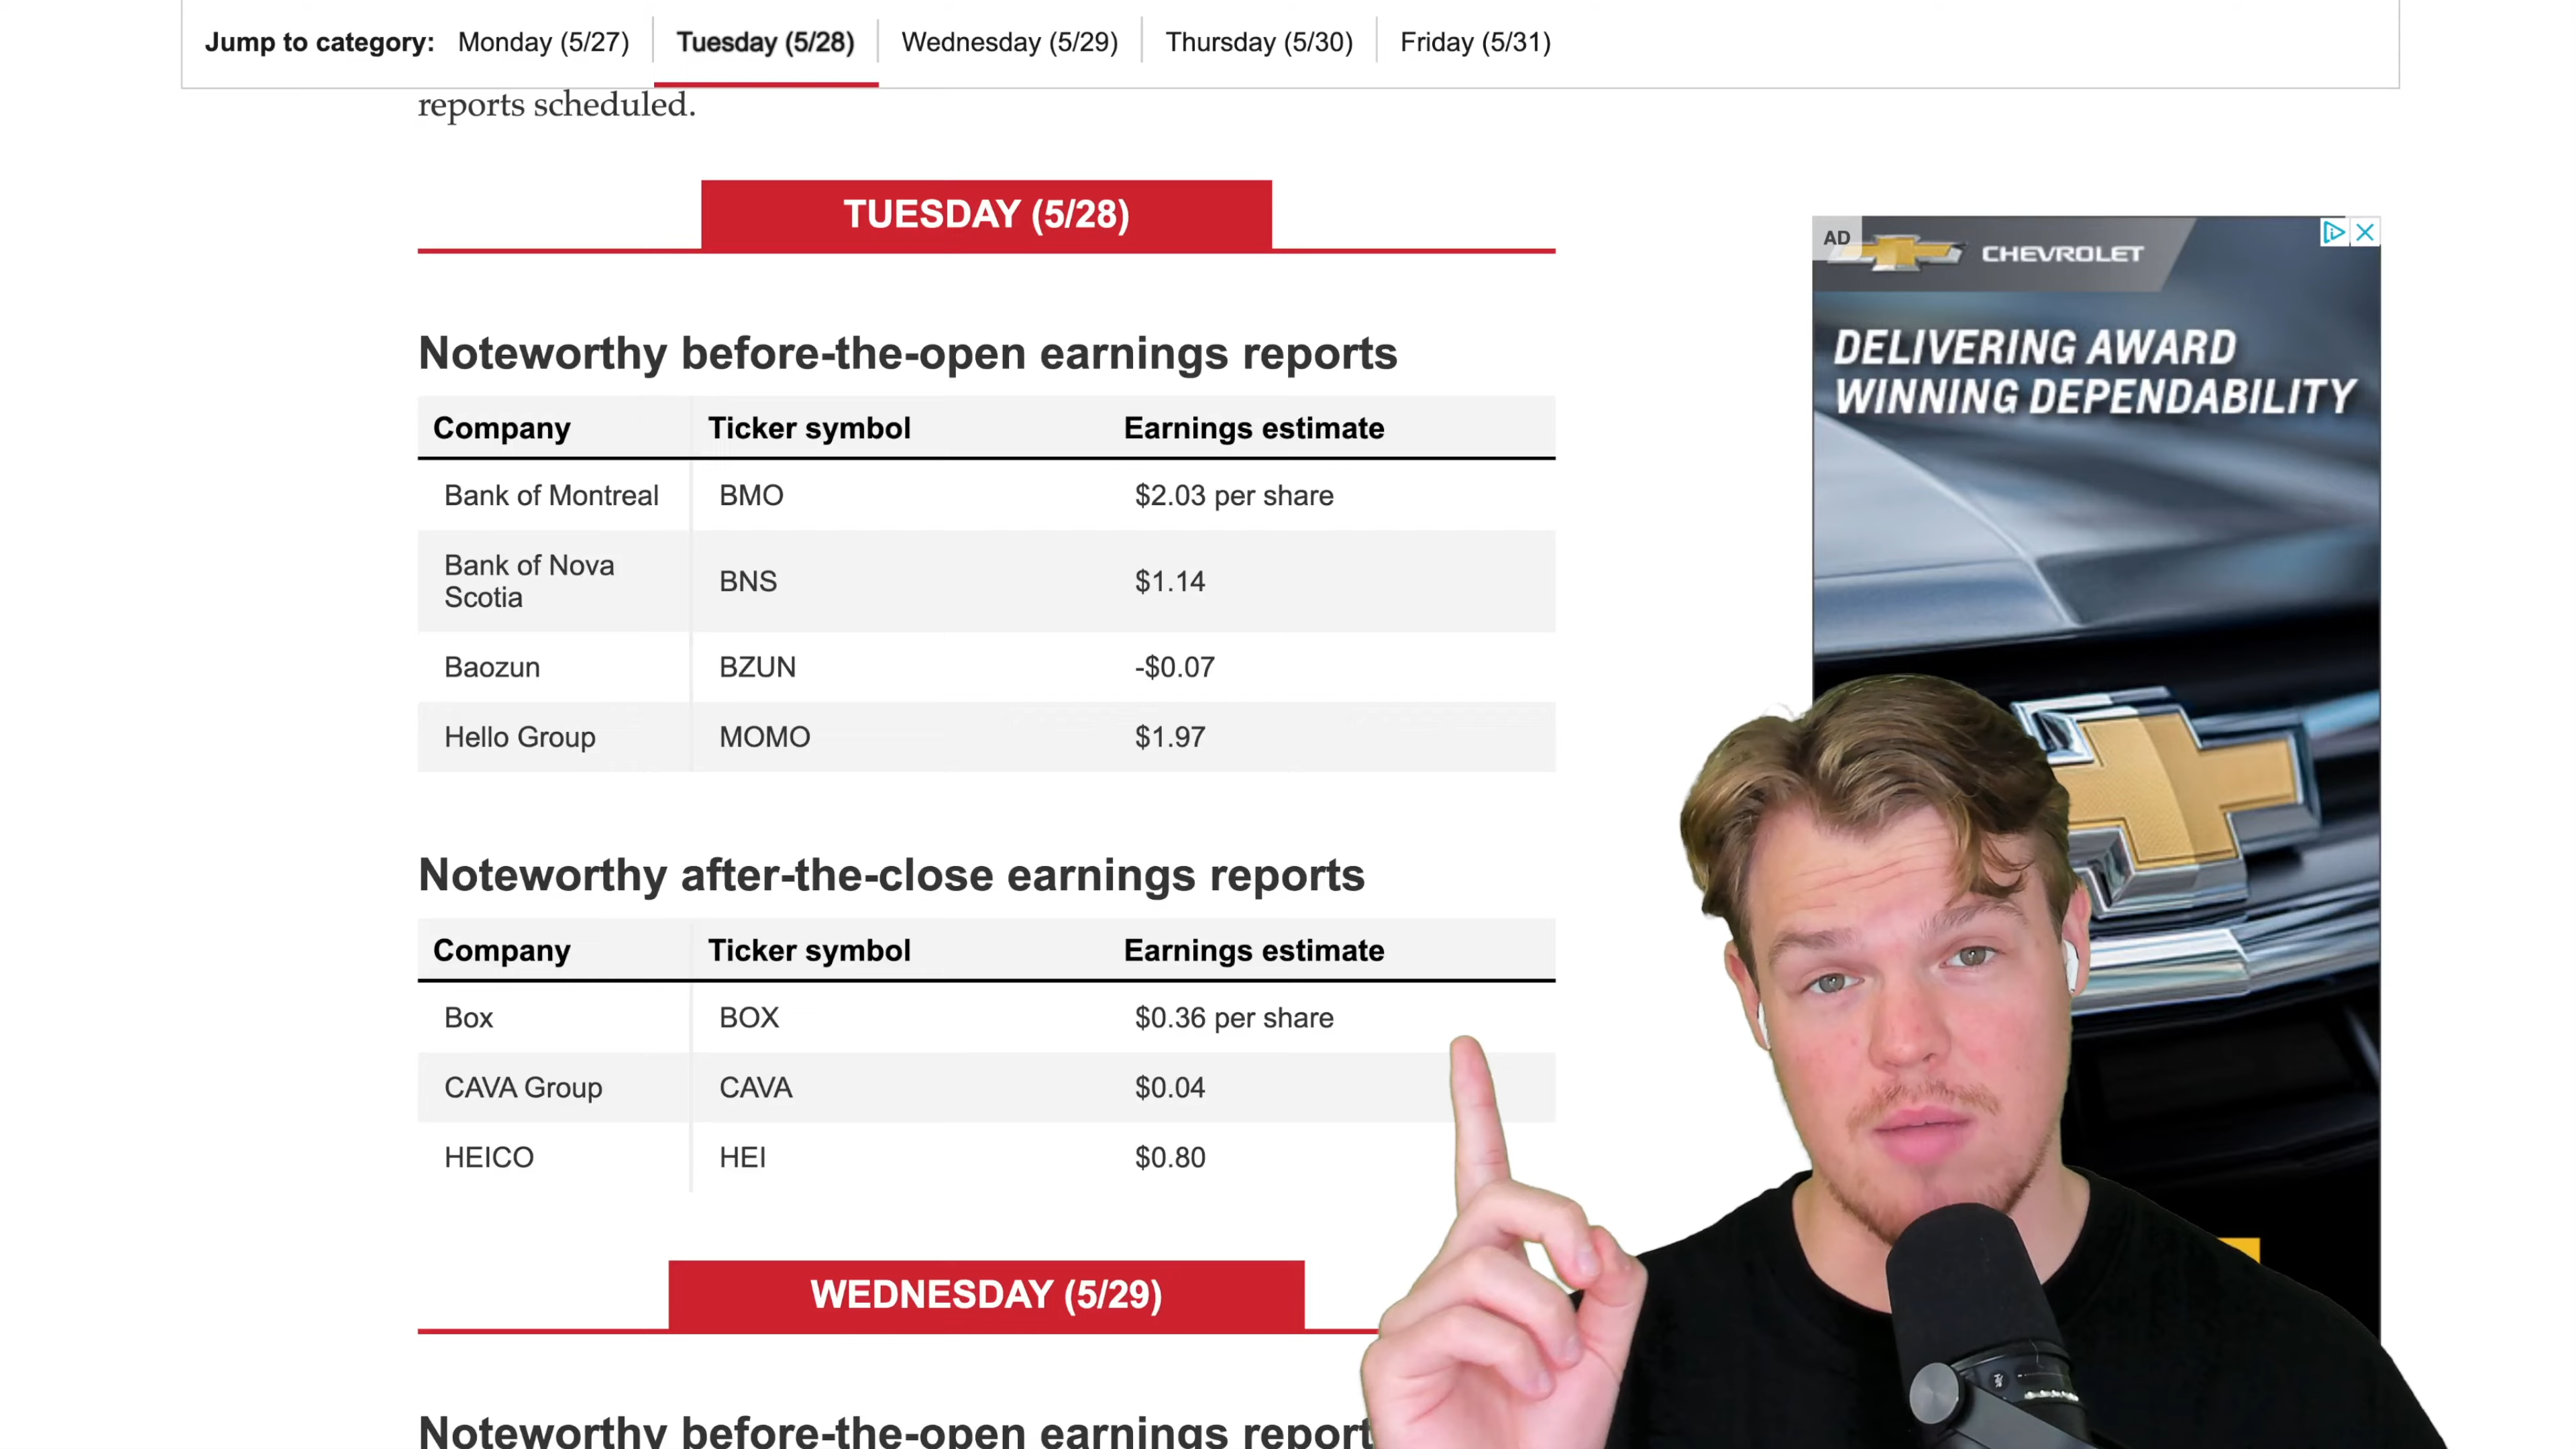 Jump to category: Monday (5/27) Tuesday (5/28) Wednesday (5/29) Thursday (5/30) Friday (5/31)
reports scheduled.
TUESDAY (5/28)
AD
CHEVROLET
DELIVERING AWARD
WINNING DEPENDABILITY
Noteworthy before-the-open earnings reports
Company Ticker symbol Earnings estimate
Bank of Montreal BMO $2.03 per share
Bank of Nova
Scotia BNS $1.14
Baozun BZUN -$0.07
Hello Group MOMO $1.97
Noteworthy after-the-close earnings reports
Company Ticker symbol Earnings estimate
Box BOX $0.36 per share
CAVA Group CAVA $0.04
HEICO HEI $0.80
WEDNESDAY (5/29)
Noteworthy before-the-open earnings report